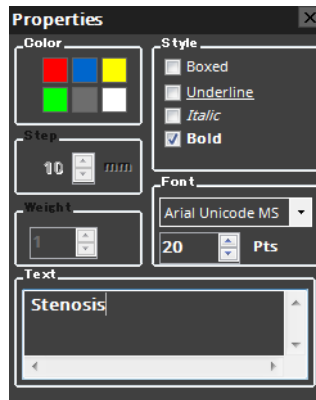 Properties
Color
Style
Boxed
Underline
Italic
Bold
Step
10 mm
Weight
1
Font
Arial Unicode MS
20 Pts
Text
Stenosis